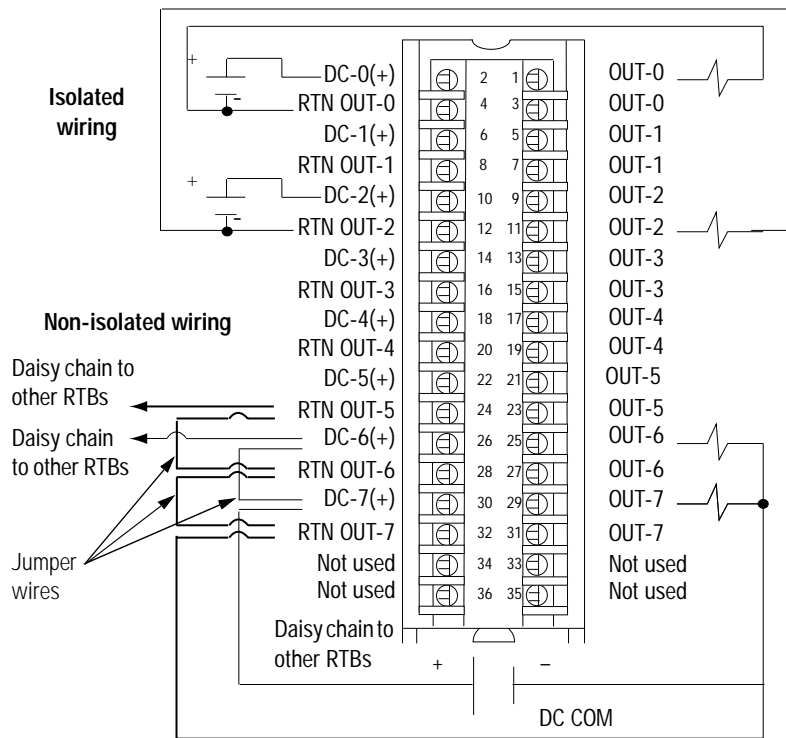 + DC-0(+) 2 1 OUT-0
Isolated wiring
- RTN OUT-0 4 3 OUT-0
DC-1(+) 6 5 OUT-1
RTN OUT-1 8 7 OUT-1
+ DC-2(+) 10 9 OUT-2
- RTN OUT-2 12 11 OUT-2
DC-3(+) 14 13 OUT-3
RTN OUT-3 16 15 OUT-3
Non-isolated wiring
DC-4(+) 18 17 OUT-4
RTN OUT-4 20 19 OUT-4
Daisy chain to
other RTBs
DC-5(+) 22 21 OUT-5
RTN OUT-5 24 23 OUT-5
Daisy chain
to other RTBs
DC-6(+) 26 25 OUT-6
RTN OUT-6 28 27 OUT-6
DC-7(+) 30 29 OUT-7
RTN OUT-7 32 31 OUT-7
Jumper
wires
Not used 34 33 Not used
Not used 36 35 Not used
Daisy chain to
other RTBs
+ −
DC COM